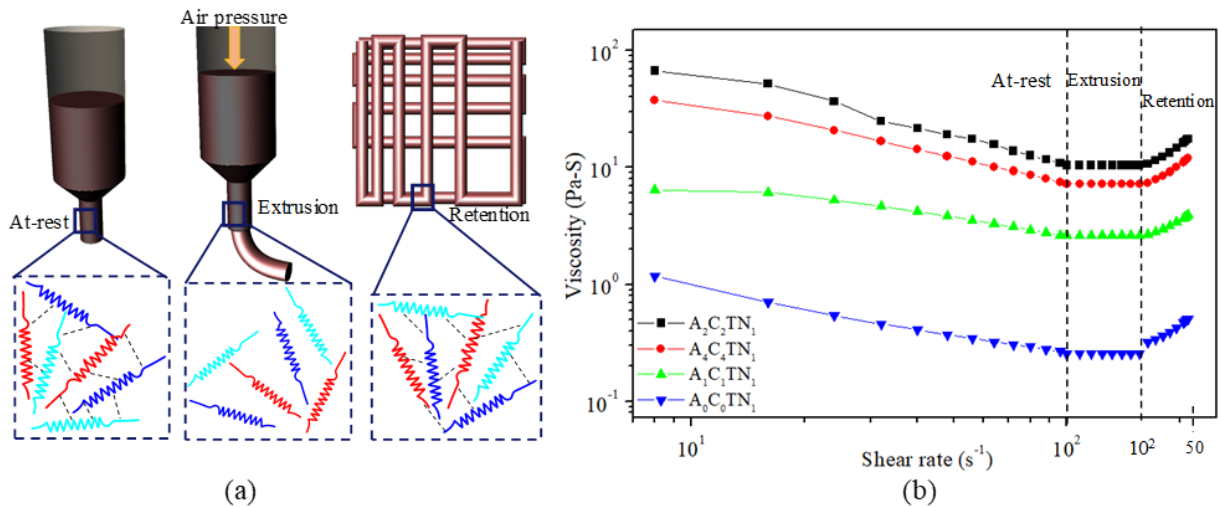 Air pressure
At-rest
Extrusion
Retention
(a)
10²
10¹
10⁰
10⁻¹
Viscosity (Pa-S)
At-rest
Extrusion
Retention
A₂C₂TN₁
A₄C₄TN₁
A₁C₁TN₁
A₀C₀TN₁
10¹
10²
10²
50
Shear rate (s⁻¹)
(b)